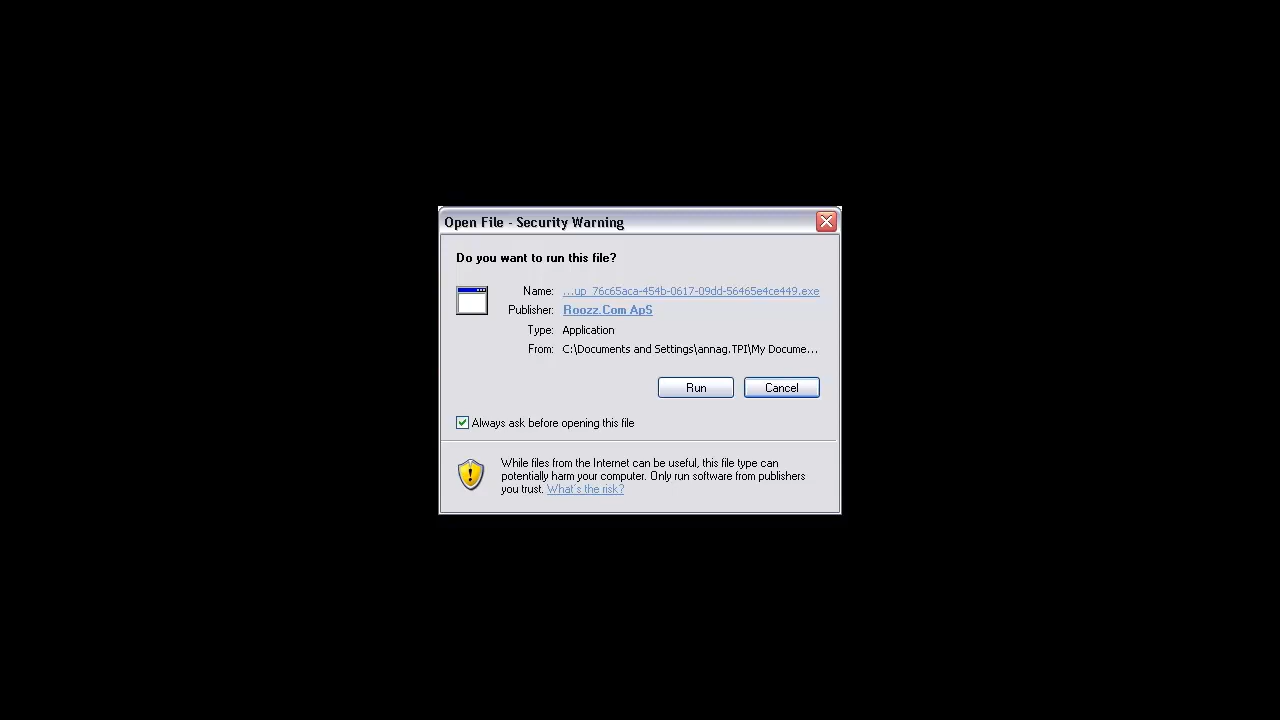 Open File - Security Warning
Do you want to run this file?
Name: ...up_76c65aca-454b-0617-09dd-56465e4ce449.exe
Publisher: Roozz.Com ApS
Type: Application
From: C:\Documents and Settings\annag.TPI\My Docume...
Run Cancel
Always ask before opening this file
While files from the Internet can be useful, this file type can
potentially harm your computer. Only run software from publishers
you trust. What's the risk?